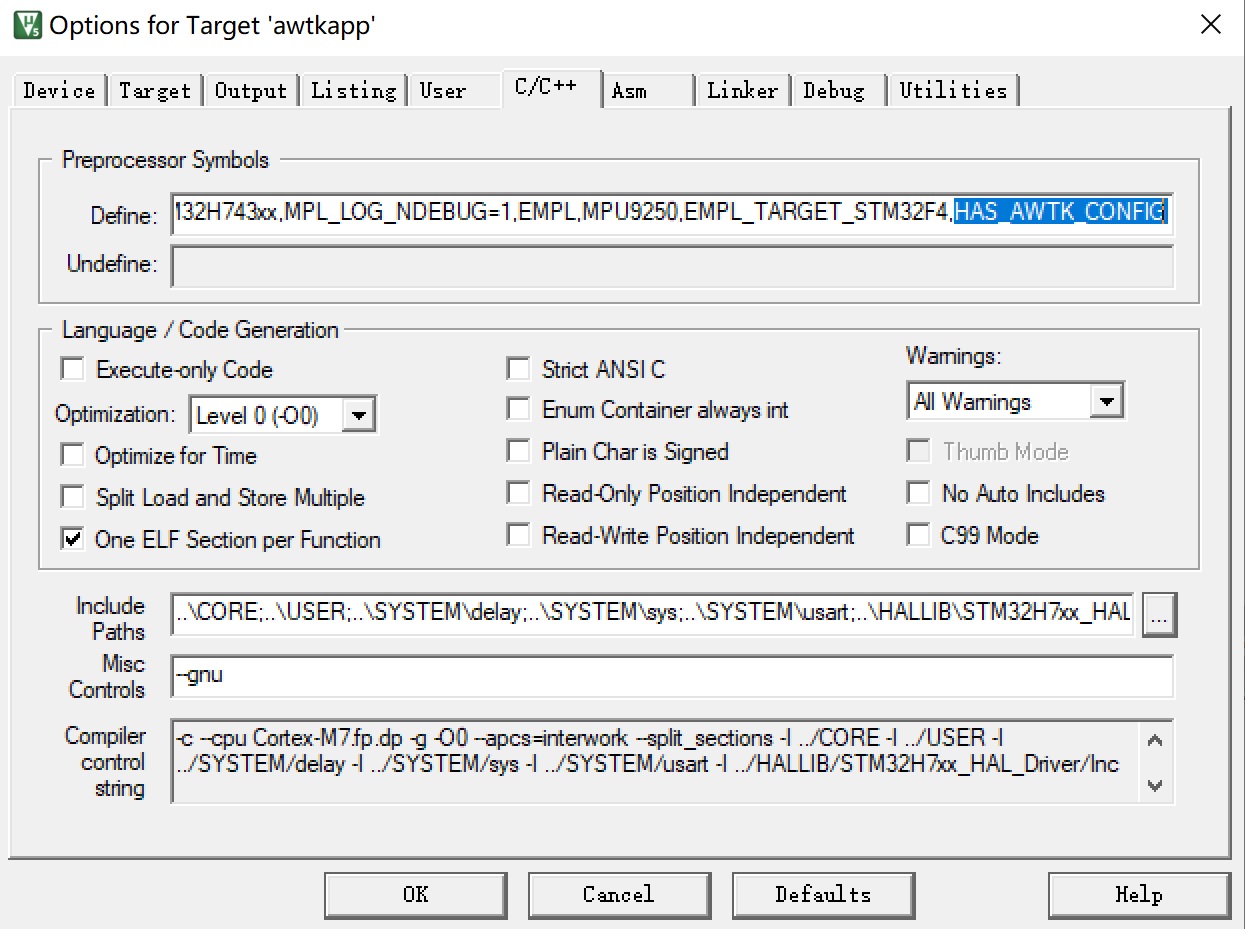 Options for Target 'awtkapp'
Device Target Output Listing User C/C++ Asm Linker Debug Utilities
Preprocessor Symbols
Define: 132H743xx,MPL_LOG_NDEBUG=1,EMPL,MPU9250,EMPL_TARGET_STM32F4,HAS_AWTK_CONFIG
Undefine:
Language / Code Generation
Execute-only Code
Optimization: Level 0 (-O0)
Optimize for Time
Split Load and Store Multiple
One ELF Section per Function
Strict ANSI C
Enum Container always int
Plain Char is Signed
Read-Only Position Independent
Read-Write Position Independent
Warnings:
All Warnings
Thumb Mode
No Auto Includes
C99 Mode
Include
Paths
..\CORE;..\USER;..\SYSTEM\delay;..\SYSTEM\sys;..\SYSTEM\usart;..\HALLIB\STM32H7xx_HAL
...
Misc
Controls
--gnu
Compiler
control
string
-c --cpu Cortex-M7.fp.dp -g -O0 --apcs=interwork --split_sections -I ../CORE -I ../USER -I
../SYSTEM/delay -I ../SYSTEM/sys -I ../SYSTEM/usart -I ../HALLIB/STM32H7xx_HAL_Driver/Inc
OK Cancel Defaults Help